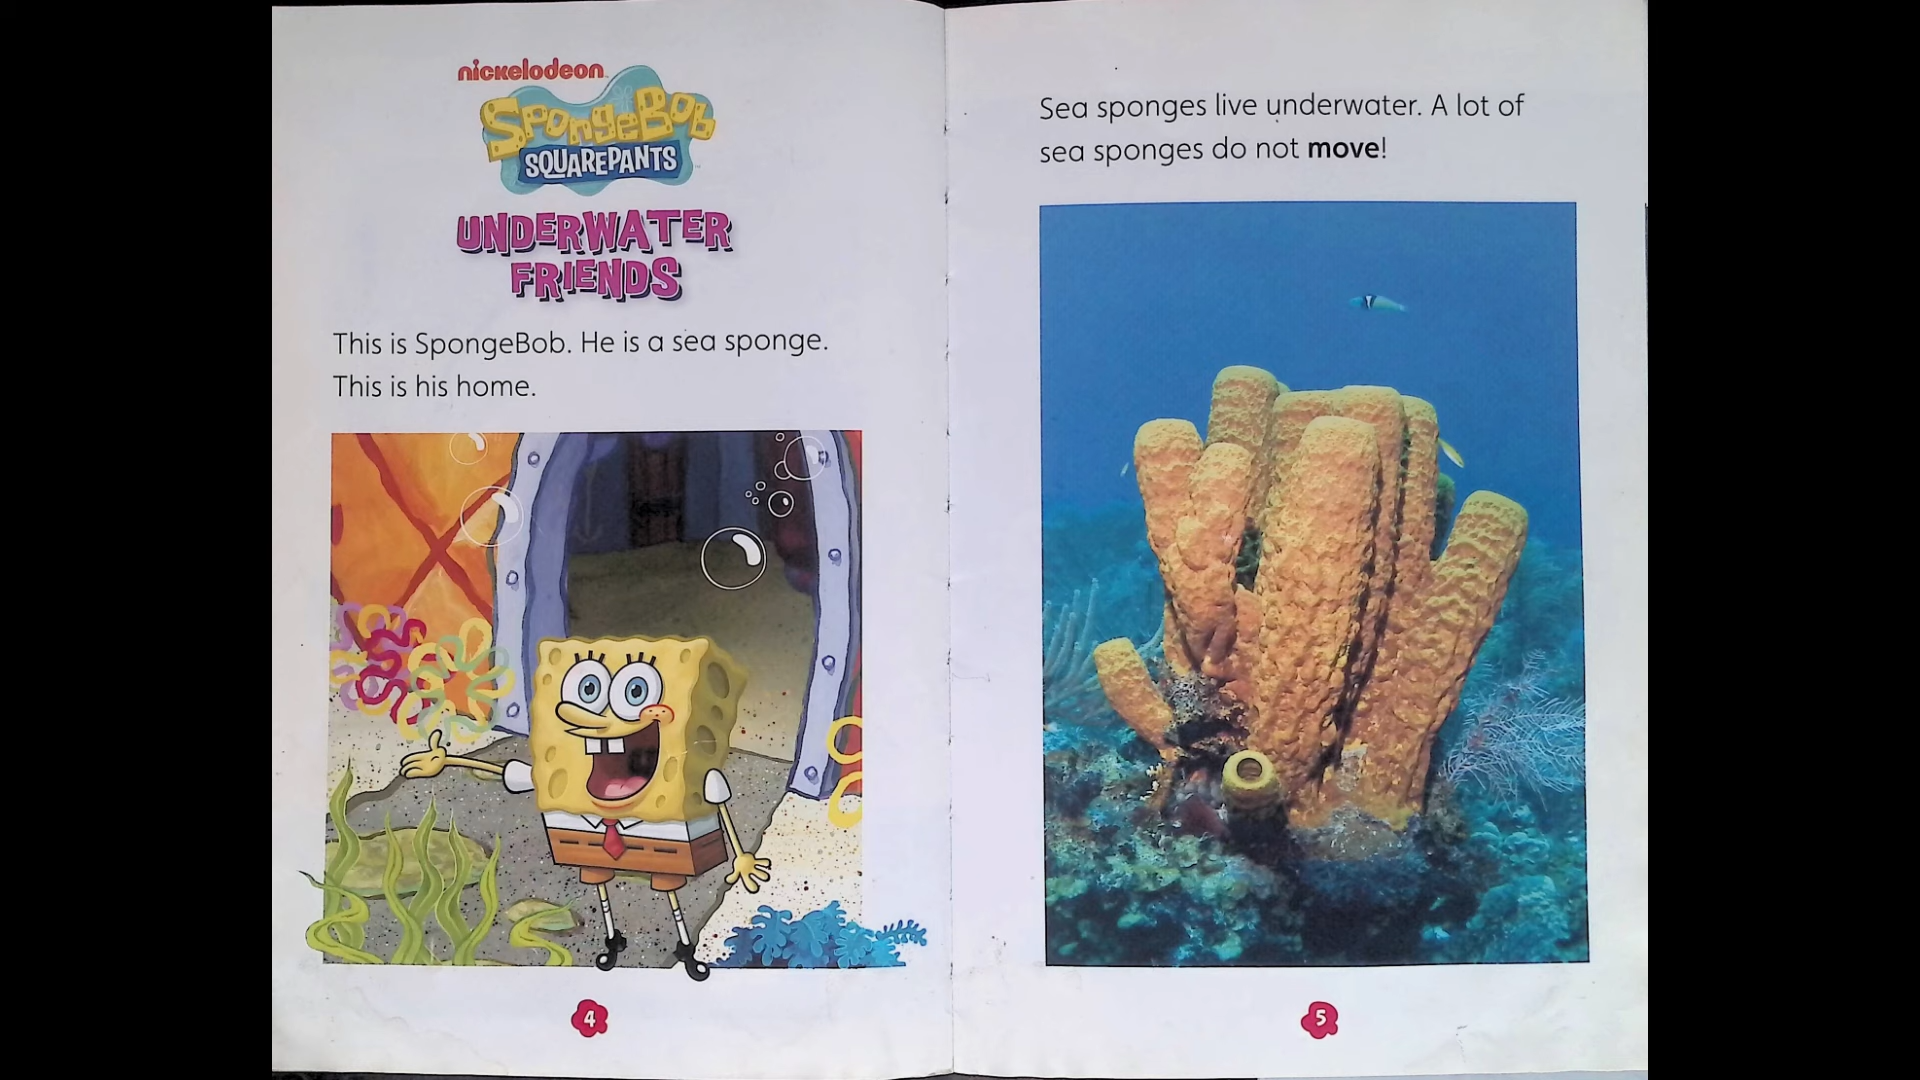 nickelodeon
SpongeBob
SQUAREPANTS
UNDERWATER
FRIENDS
This is SpongeBob. He is a sea sponge.
This is his home.
4
Sea sponges live underwater. A lot of
sea sponges do not move!
5